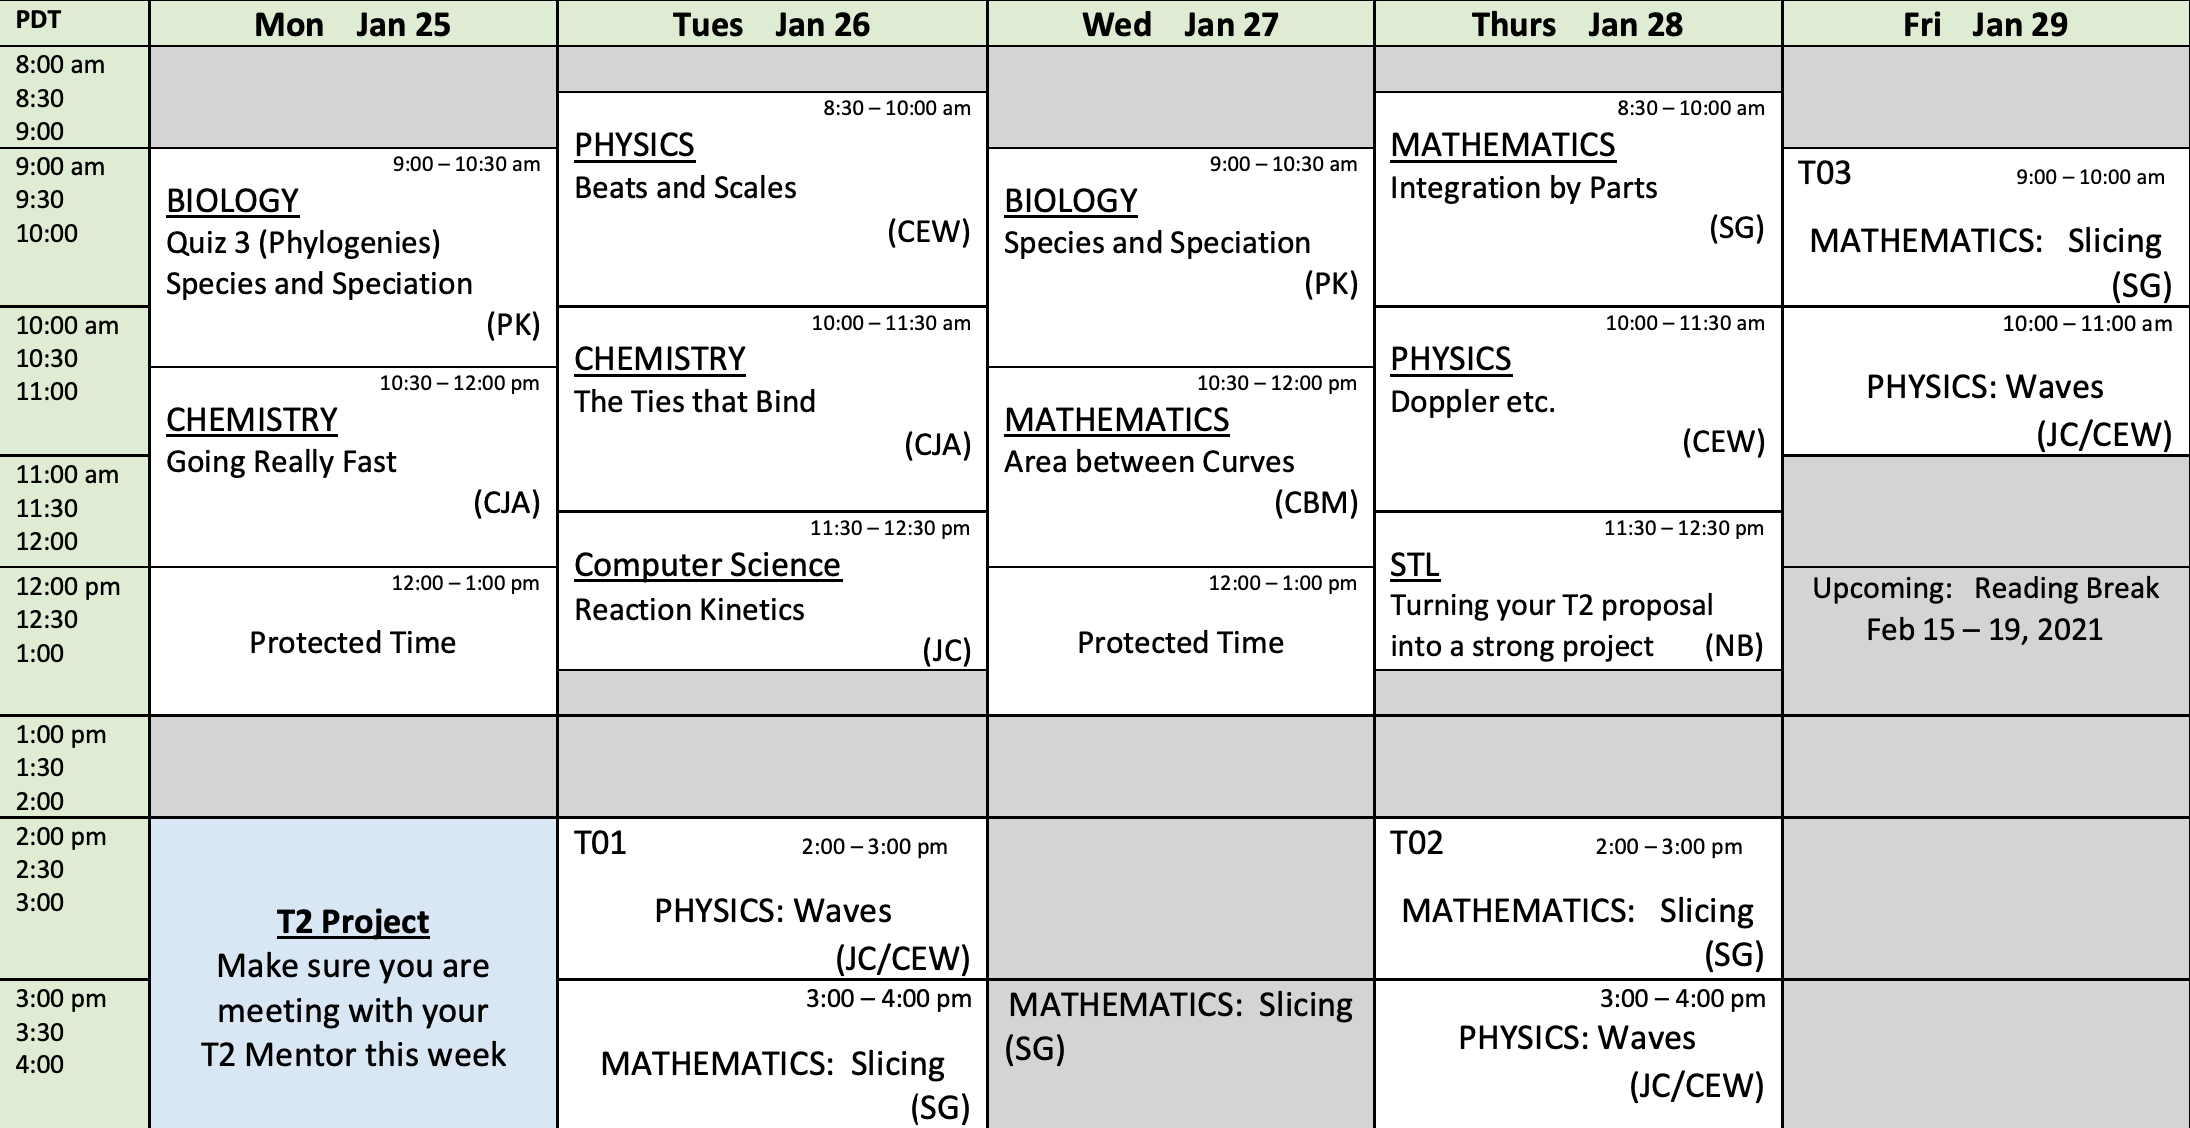 PDT
Mon Jan 25
Tues Jan 26
Wed Jan 27
Thurs Jan 28
Fri Jan 29
8:00 am
8:30
9:00
9:00 am
9:30
10:00
10:00 am
10:30
11:00
11:00 am
11:30
12:00
12:00 pm
12:30
1:00
1:00 pm
1:30
2:00
2:00 pm
2:30
3:00
3:00 pm
3:30
4:00
9:00 – 10:30 am
BIOLOGY
Quiz 3 (Phylogenies)
Species and Speciation
(PK)
10:30 – 12:00 pm
CHEMISTRY
Going Really Fast
(CJA)
12:00 – 1:00 pm
Protected Time
T2 Project
Make sure you are
meeting with your
T2 Mentor this week
8:30 – 10:00 am
PHYSICS
Beats and Scales
(CEW)
10:00 – 11:30 am
CHEMISTRY
The Ties that Bind
(CJA)
11:30 – 12:30 pm
Computer Science
Reaction Kinetics
(JC)
T01 2:00 – 3:00 pm
PHYSICS: Waves
(JC/CEW)
3:00 – 4:00 pm
MATHEMATICS: Slicing
(SG)
9:00 – 10:30 am
BIOLOGY
Species and Speciation
(PK)
10:30 – 12:00 pm
MATHEMATICS
Area between Curves
(CBM)
12:00 – 1:00 pm
Protected Time
MATHEMATICS: Slicing
(SG)
8:30 – 10:00 am
MATHEMATICS
Integration by Parts
(SG)
10:00 – 11:30 am
PHYSICS
Doppler etc.
(CEW)
11:30 – 12:30 pm
STL
Turning your T2 proposal
into a strong project (NB)
T02 2:00 – 3:00 pm
MATHEMATICS: Slicing
(SG)
3:00 – 4:00 pm
PHYSICS: Waves
(JC/CEW)
T03 9:00 – 10:00 am
MATHEMATICS: Slicing
(SG)
10:00 – 11:00 am
PHYSICS: Waves
(JC/CEW)
Upcoming: Reading Break
Feb 15 – 19, 2021